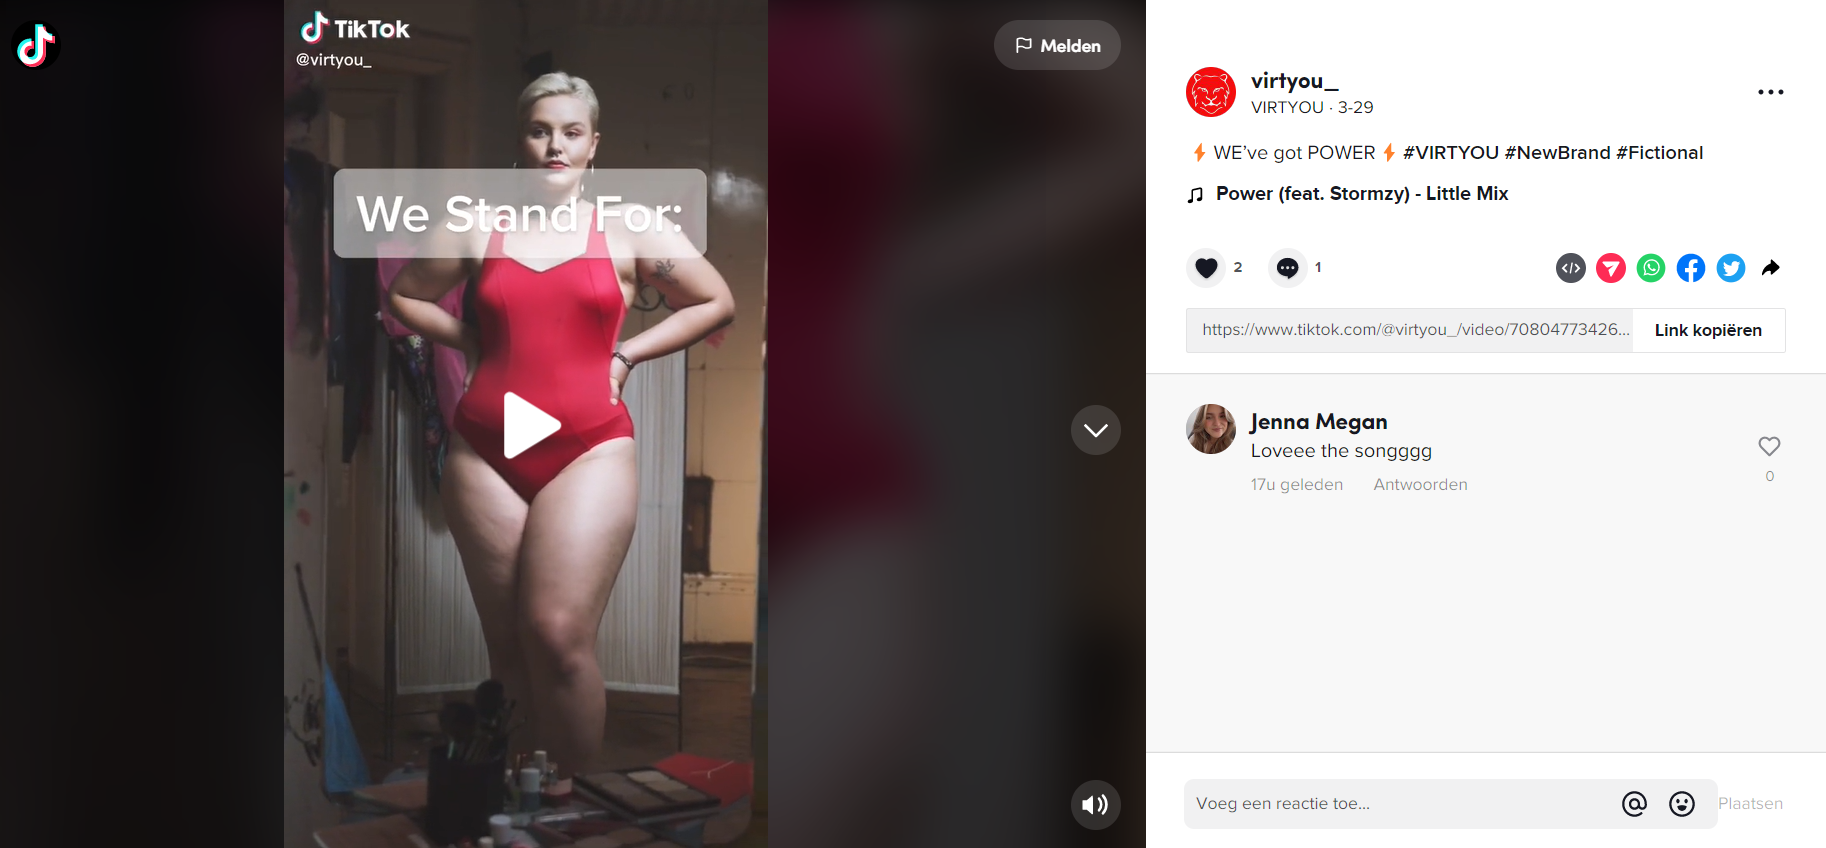 TikTok
@virtyou_
Melden
We Stand For:
virtyou_
VIRTYOU · 3-29
⚡ WE’ve got POWER ⚡ #VIRTYOU #NewBrand #Fictional
Power (feat. Stormzy) - Little Mix
2
1
https://www.tiktok.com/@virtyou_/video/70804773426...
Link kopiëren
Jenna Megan
Loveee the songggg
0
17u geleden Antwoorden
Voeg een reactie toe...
Plaatsen